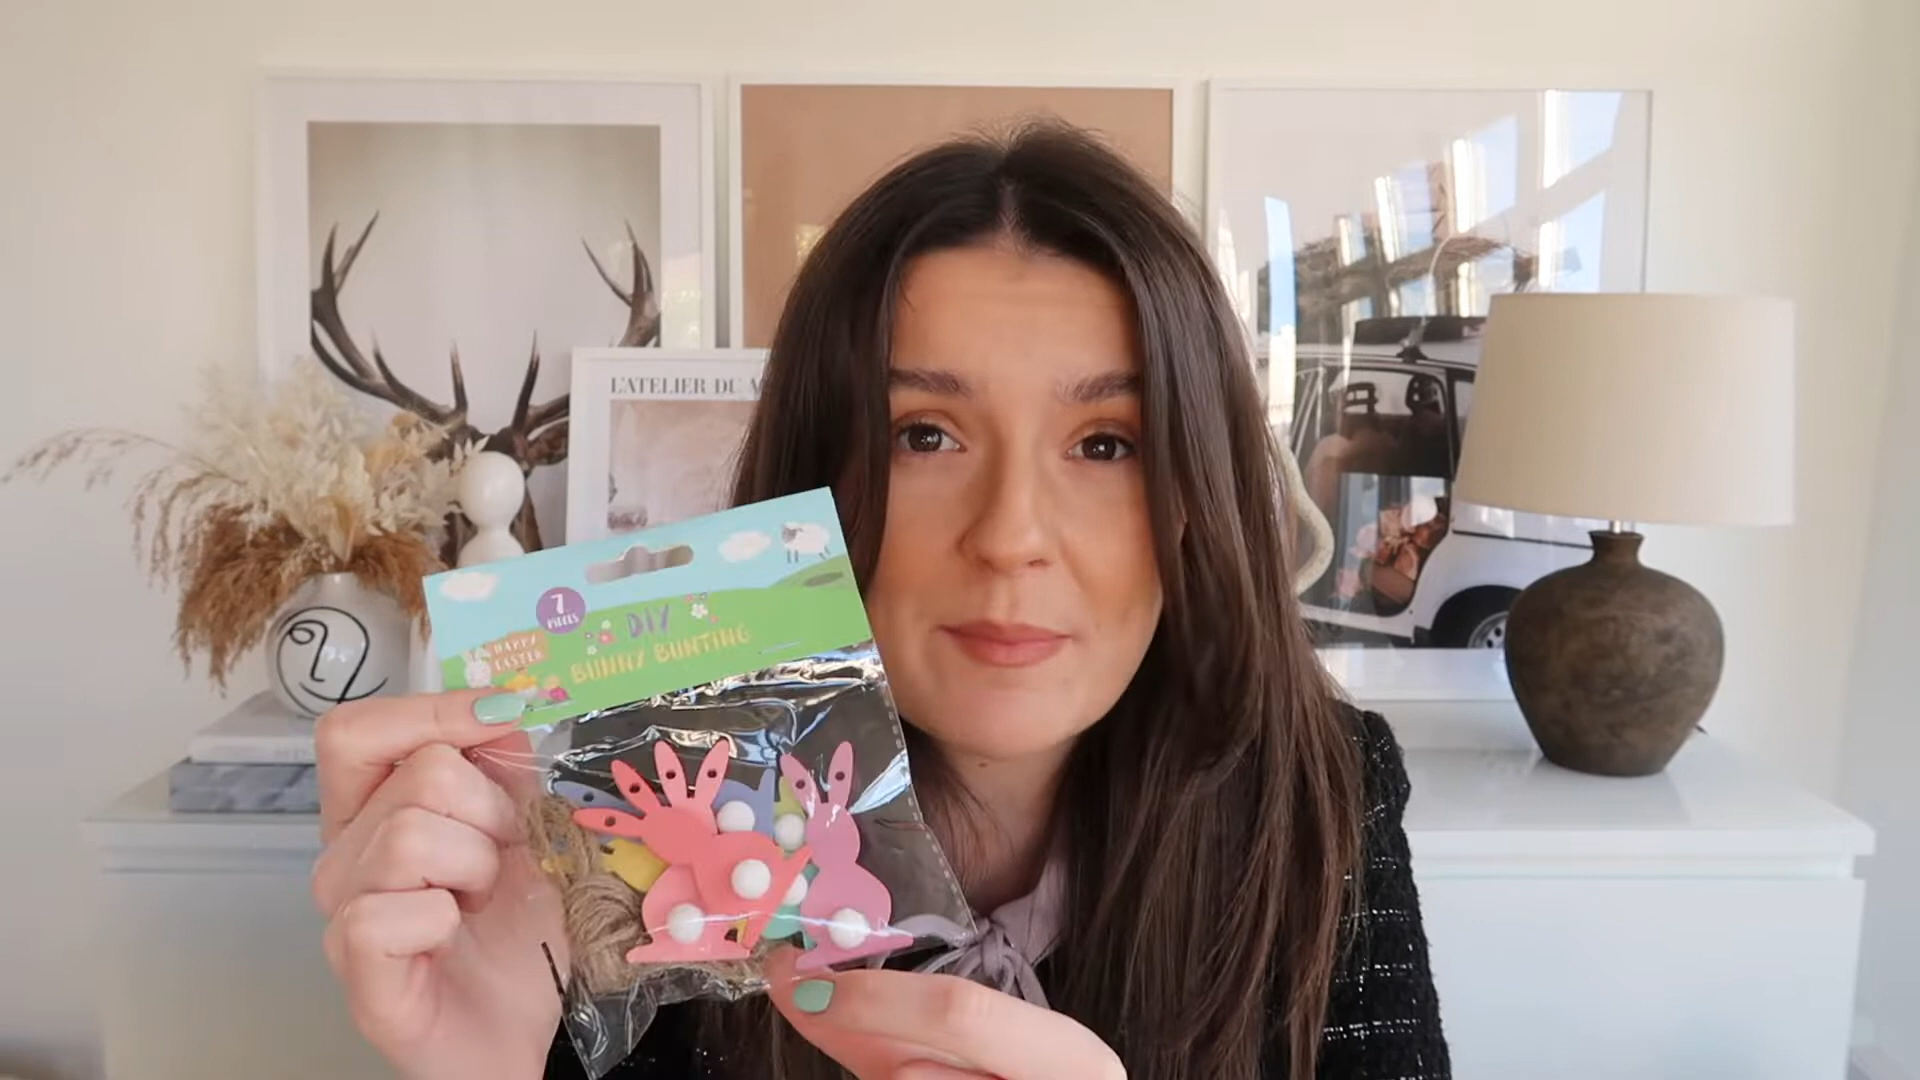 L'ATELIER DU
7
PIECES
HAPPY
EASTER
DIY
BUNNY BUNTING